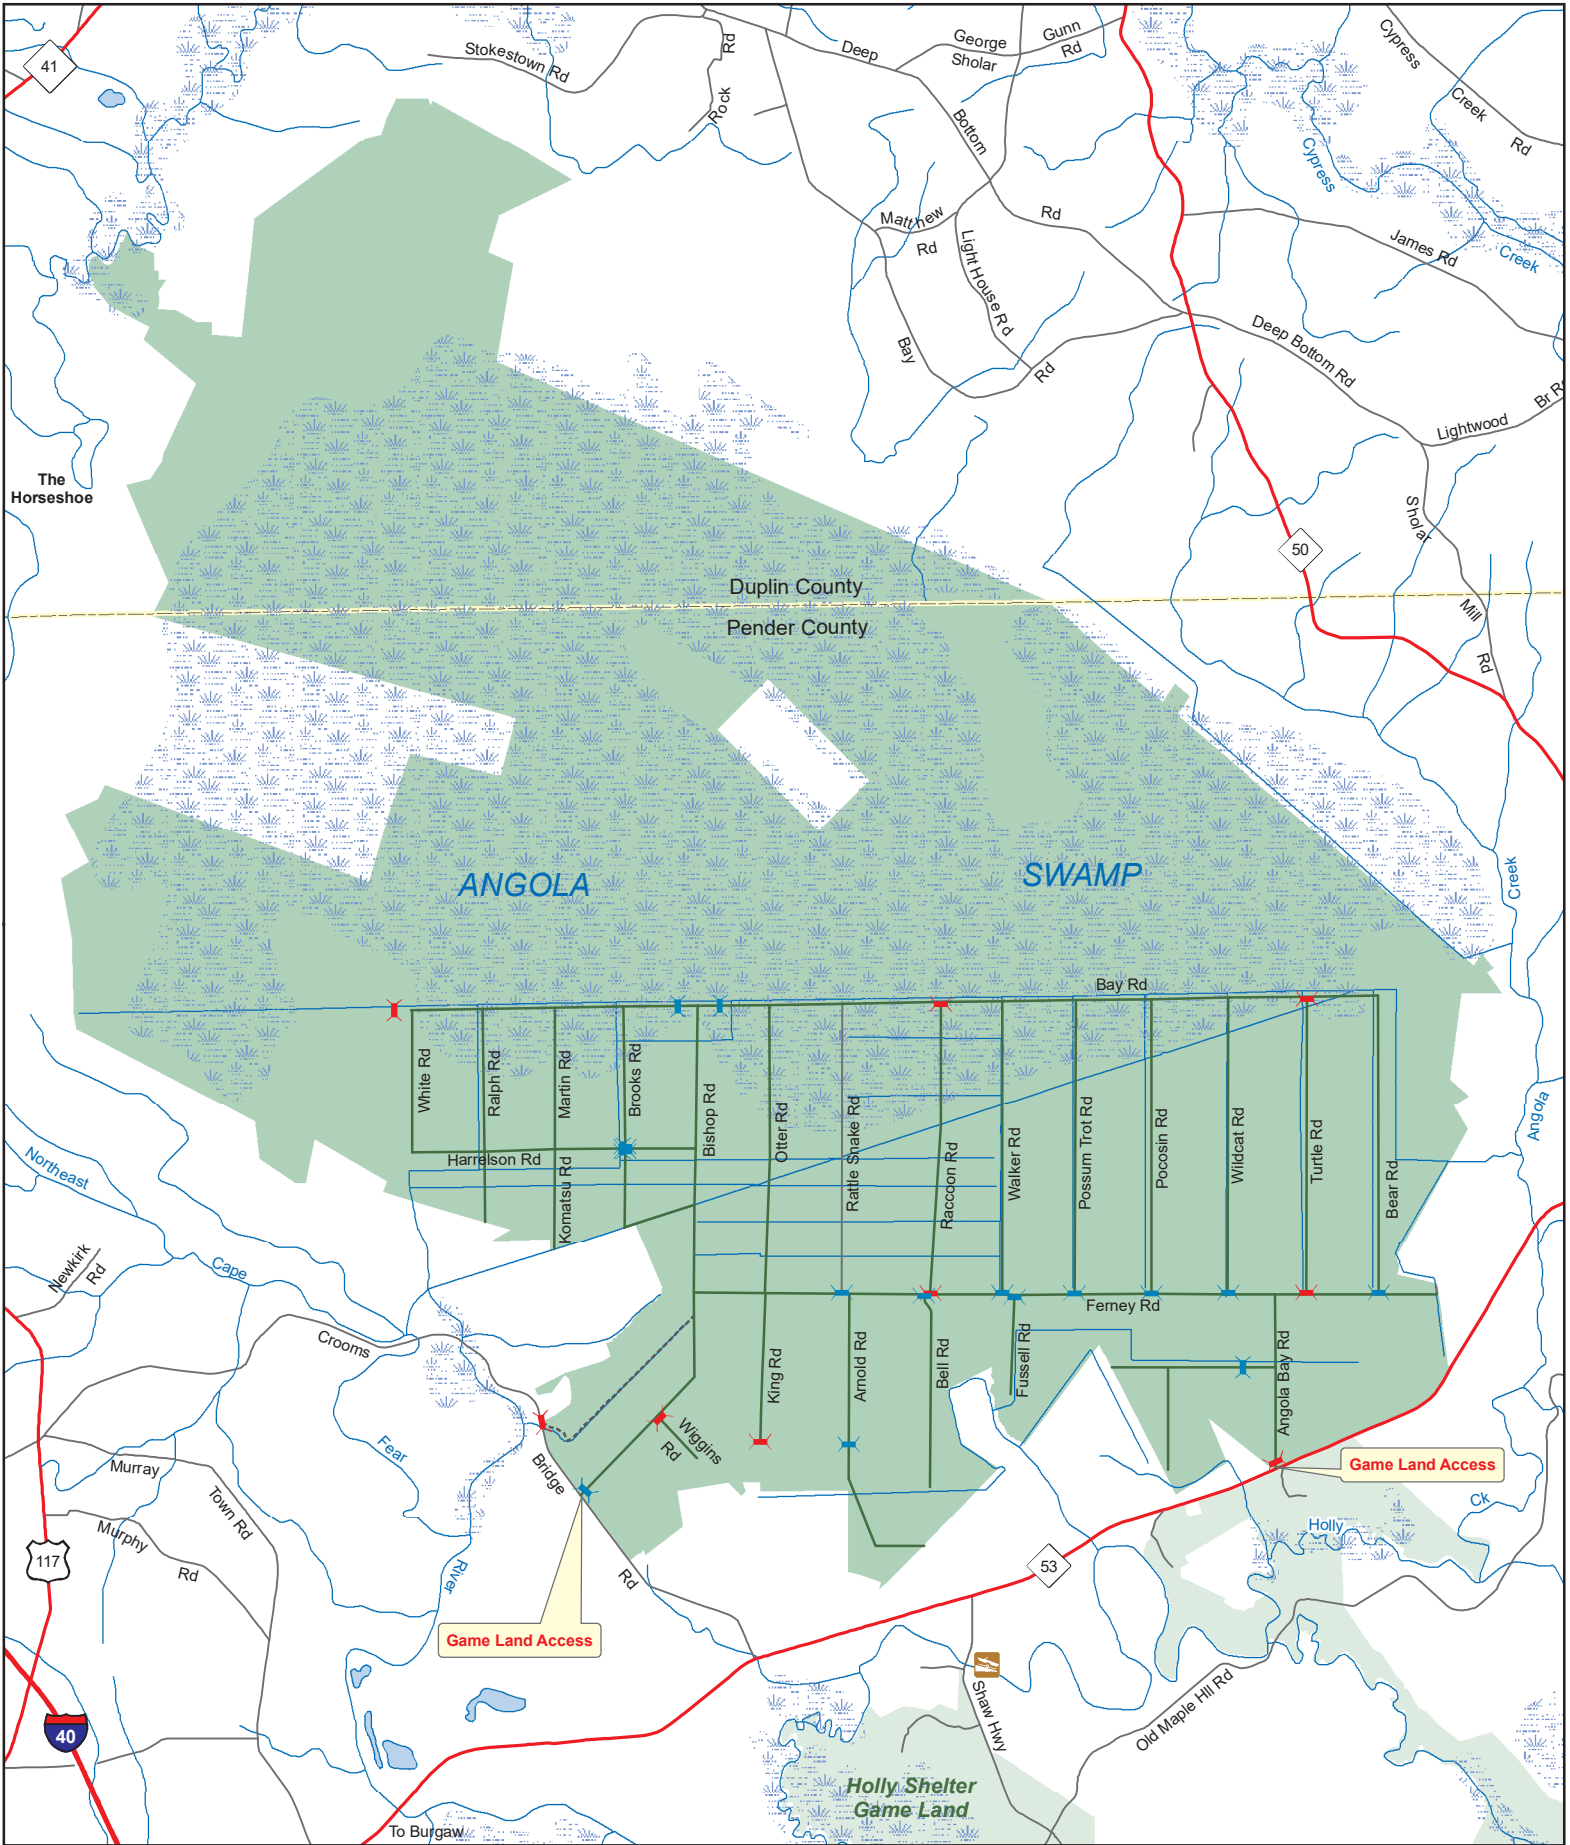 41
Stokestown Rd
Rd
Rock
Deep
George
Gunn
Sholar
Rd
Bottom
Rd
Cypress
Creek
Rd
Cypress
Creek
James Rd
Matthew
Rd
Light House Rd
Bay
Rd
Deep Bottom Rd
Lightwood
Br Rd
Sholar
Mill
Rd
50
The
Horseshoe
Duplin County
Pender County
ANGOLA
SWAMP
Creek
Angola
Bay Rd
White Rd
Ralph Rd
Martin Rd
Brooks Rd
Bishop Rd
Otter Rd
Rattle Snake Rd
Raccoon Rd
Walker Rd
Possum Trot Rd
Pocosin Rd
Wildcat Rd
Turtle Rd
Bear Rd
Harrelson Rd
Komatsu Rd
Northeast
Cape
Fear
River
Newkirk
Rd
Crooms
Bridge
Rd
Ferney Rd
King Rd
Arnold Rd
Bell Rd
Fussell Rd
Angola Bay Rd
Wiggins
Rd
Game Land Access
Murray
Town Rd
Murphy
Rd
117
Game Land Access
53
Holly
Ck
Shaw Hwy
Old Maple HIl Rd
40
Holly Shelter
Game Land
To Burgaw